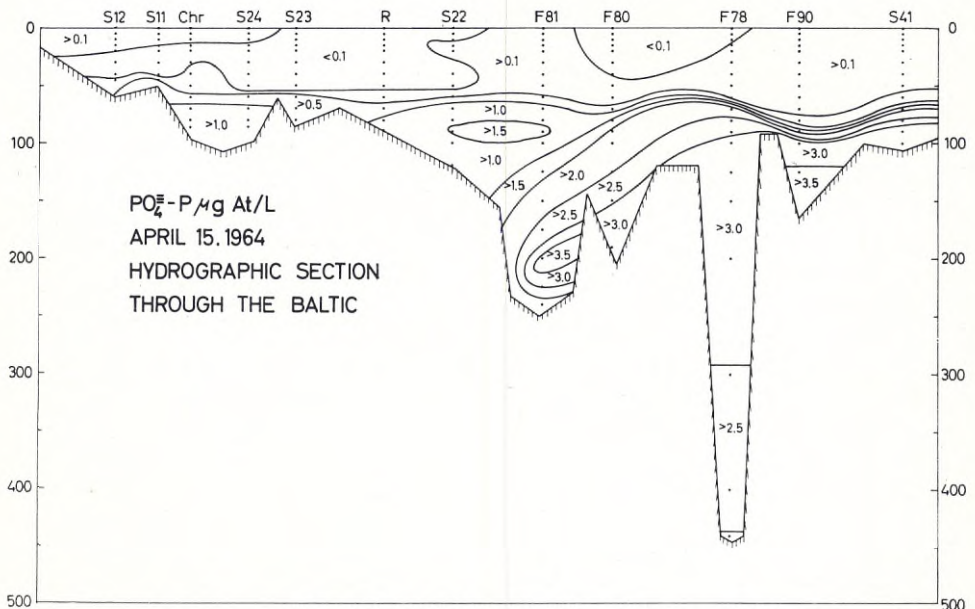 S12 S11 Chr S24 S23 R S22 F81 F80 F78 F90 S41
0 0
>0.1 <0.1 >0.1 <0.1 >0.1
>0.5 >1.0
>1.0 >1.5
100 100
>1.0 >3.0
>1.5 >2.0 >2.5 >3.5
PO₄≡-P μg At/L
>2.5 >3.0 >3.0
APRIL 15.1964
200 >3.5 200
HYDROGRAPHIC SECTION >3.0
THROUGH THE BALTIC
300 300
>2.5
400 400
500 500